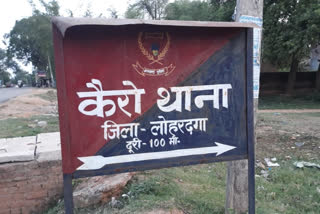 कैरो थाना
जिला - लोहरदगा
दूरी - 100 मी॰